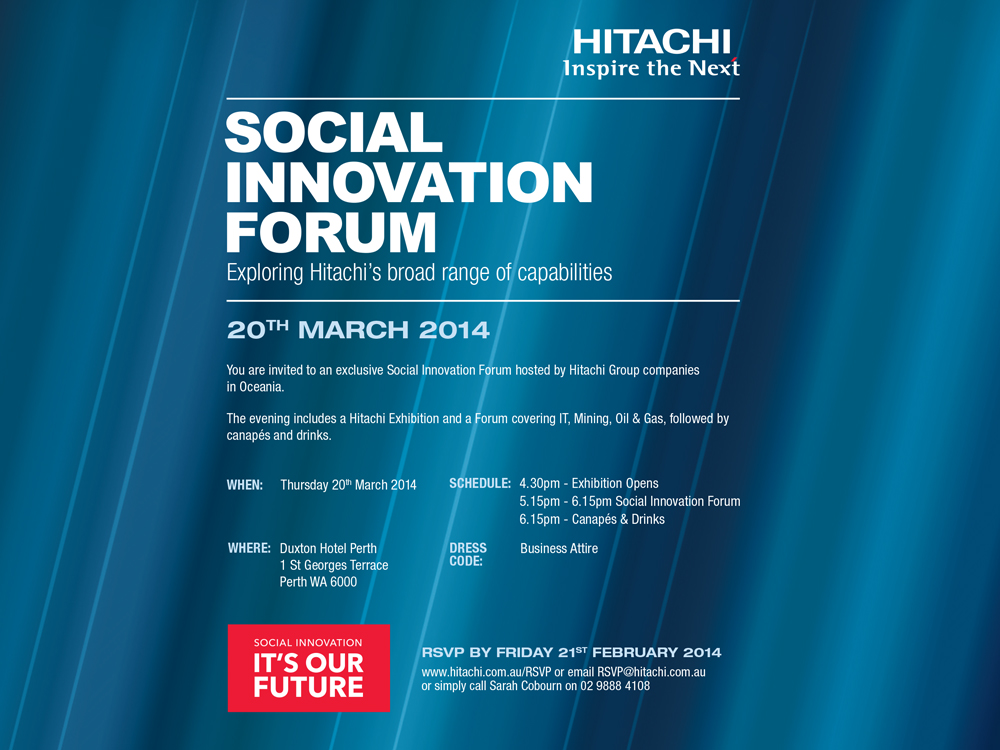 HITACHI
Inspire the Next
SOCIAL
INNOVATION
FORUM
Exploring Hitachi's broad range of capabilities
20TH MARCH 2014
You are invited to an exclusive Social Innovation Forum hosted by Hitachi Group companies
in Oceania.
The evening includes a Hitachi Exhibition and a Forum covering IT, Mining, Oil & Gas, followed by
canapés and drinks.
WHEN: Thursday 20th March 2014
SCHEDULE: 4.30pm - Exhibition Opens
5.15pm - 6.15pm Social Innovation Forum
6.15pm - Canapés & Drinks
WHERE: Duxton Hotel Perth
1 St Georges Terrace
Perth WA 6000
DRESS CODE: Business Attire
SOCIAL INNOVATION
IT'S OUR
FUTURE
RSVP BY FRIDAY 21ST FEBRUARY 2014
www.hitachi.com.au/RSVP or email RSVP@hitachi.com.au
or simply call Sarah Cobourn on 02 9888 4108